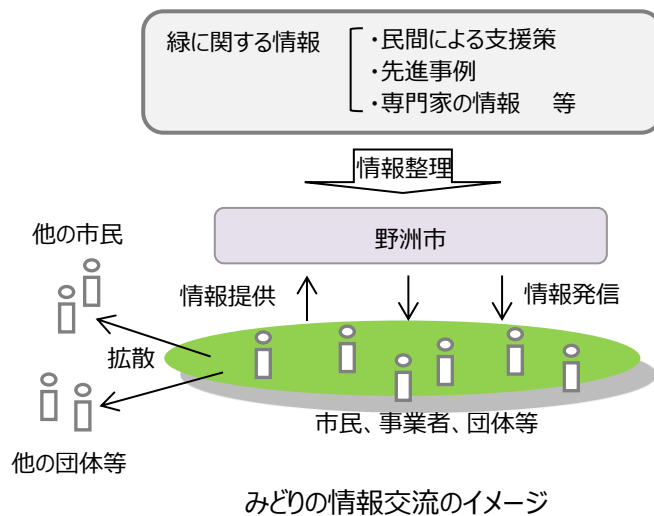 緑に関する情報
・民間による支援策
・先進事例
・専門家の情報　等
情報整理
野洲市
他の市民
情報提供
情報発信
拡散
市民、事業者、団体等
他の団体等
みどりの情報交流のイメージ